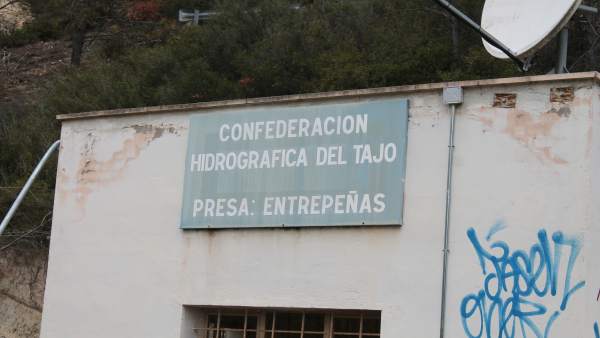 CONFEDERACION
HIDROGRAFICA DEL TAJO
PRESA: ENTREPEÑAS